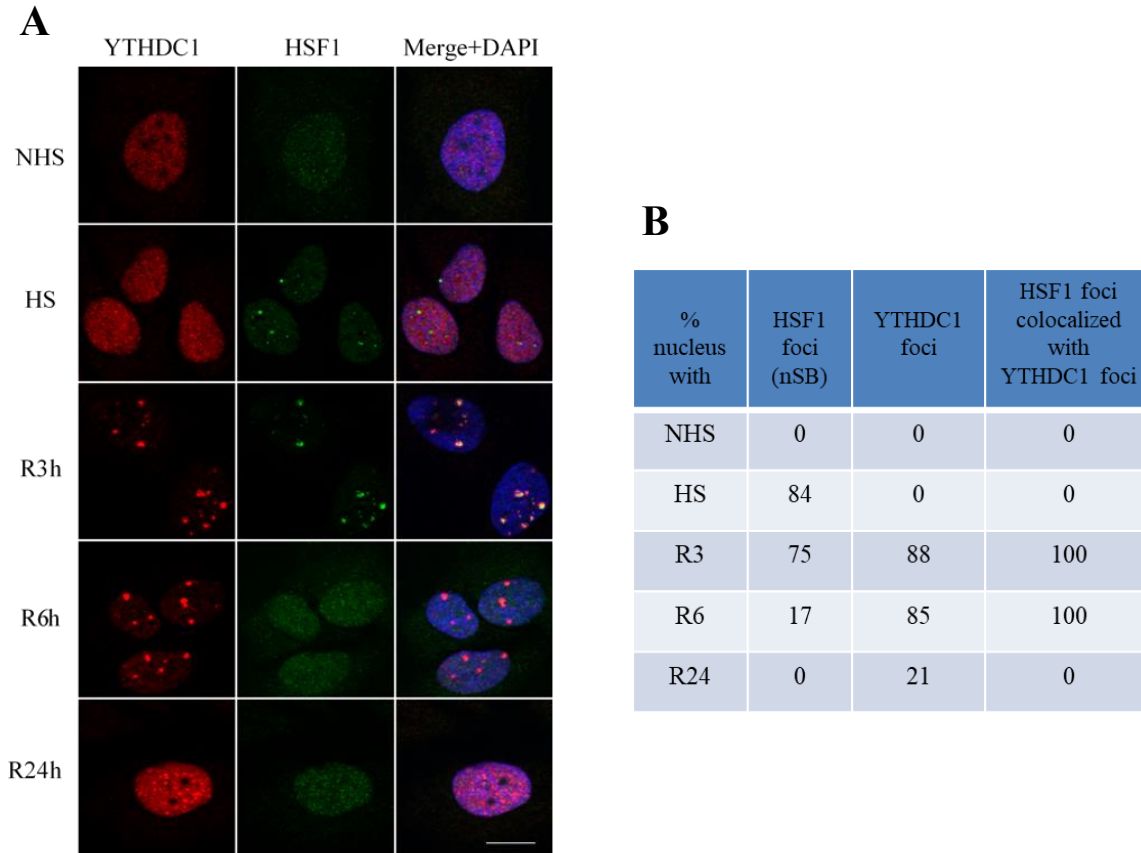 A
YTHDC1 HSF1 Merge+DAPI
NHS
HS
R3h
R6h
R24h
B
% nucleus with
HSF1 foci (nSB)
YTHDC1 foci
HSF1 foci colocalized with YTHDC1 foci
NHS 0 0 0
HS 84 0 0
R3 75 88 100
R6 17 85 100
R24 0 21 0